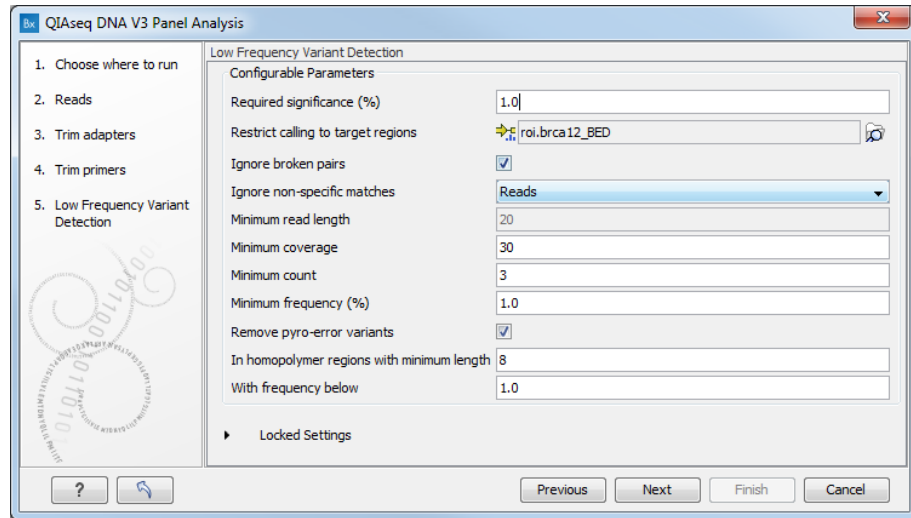 Bx QIAseq DNA V3 Panel Analysis
1. Choose where to run
2. Reads
3. Trim adapters
4. Trim primers
5. Low Frequency Variant
Detection
Low Frequency Variant Detection
Configurable Parameters
Required significance (%) 1.0
Restrict calling to target regions roi.brca12_BED
Ignore broken pairs
Ignore non-specific matches Reads
Minimum read length 20
Minimum coverage 30
Minimum count 3
Minimum frequency (%) 1.0
Remove pyro-error variants
In homopolymer regions with minimum length 8
With frequency below 1.0
Locked Settings
? Previous Next Finish Cancel